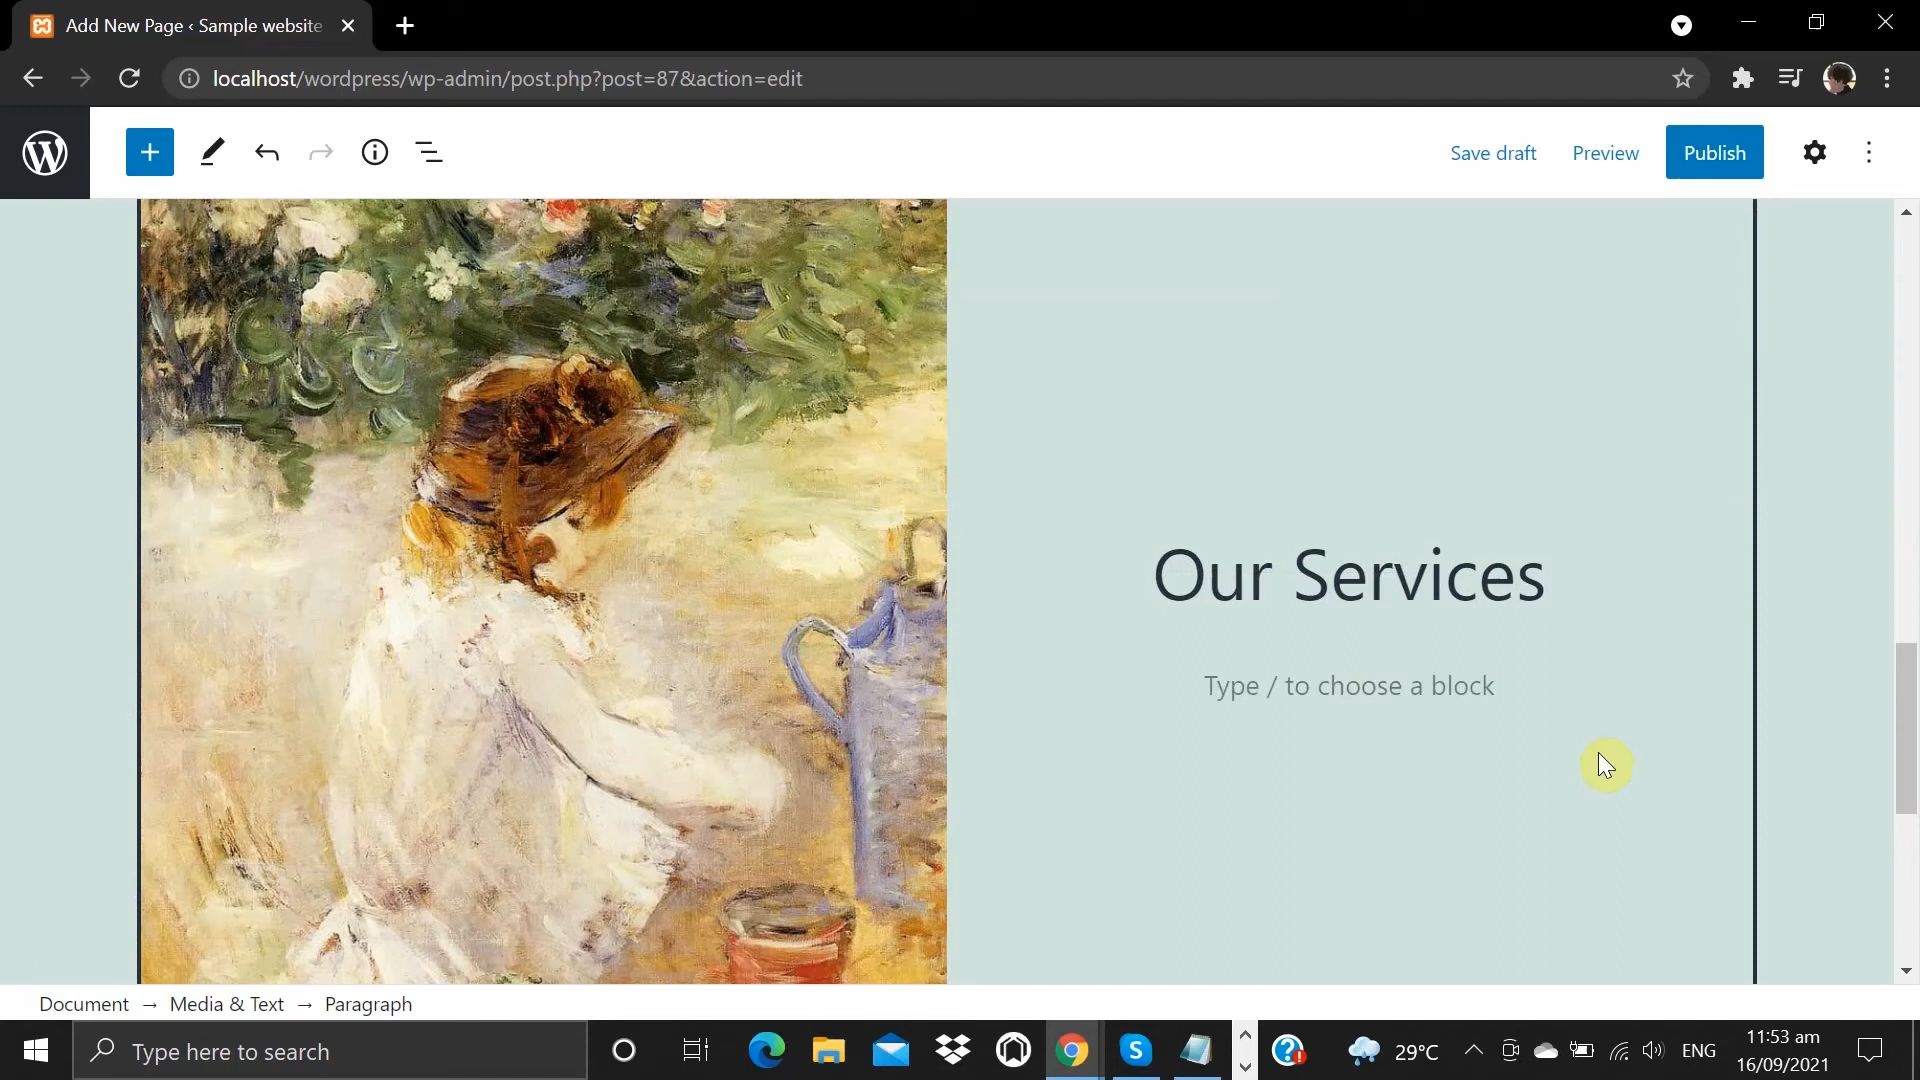 Add New Page ‹ Sample website
localhost/wordpress/wp-admin/post.php?post=87&action=edit
Save draft
Preview
Publish
Our Services
Type / to choose a block
Document → Media & Text → Paragraph
Type here to search
29°C
ENG
11:53 am
16/09/2021